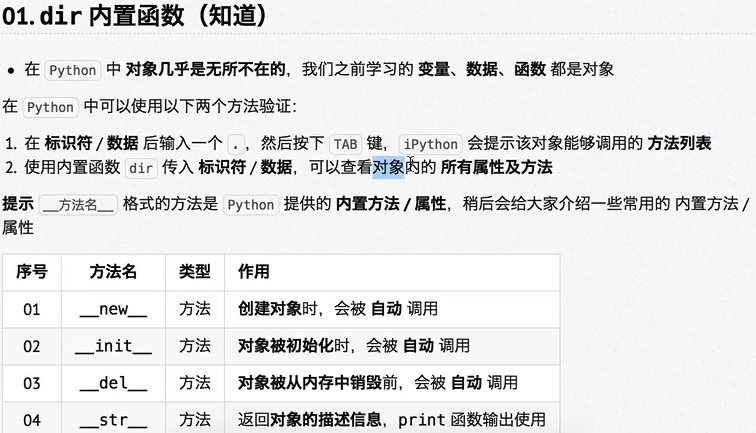 01. dir 内置函数（知道）
• 在 Python 中 对象几乎是无所不在的，我们之前学习的 变量、数据、函数 都是对象
在 Python 中可以使用以下两个方法验证：
1. 在 标识符 / 数据 后输入一个 .，然后按下 TAB 键，iPython 会提示该对象能够调用的 方法列表
2. 使用内置函数 dir 传入 标识符 / 数据，可以查看对象内的 所有属性及方法
提示 __方法名__ 格式的方法是 Python 提供的 内置方法 / 属性，稍后会给大家介绍一些常用的 内置方法 /
属性
序号 方法名 类型 作用
01 __new__ 方法 创建对象时，会被 自动 调用
02 __init__ 方法 对象被初始化时，会被 自动 调用
03 __del__ 方法 对象被从内存中销毁前，会被 自动 调用
04 __str__ 方法 返回对象的描述信息，print 函数输出使用